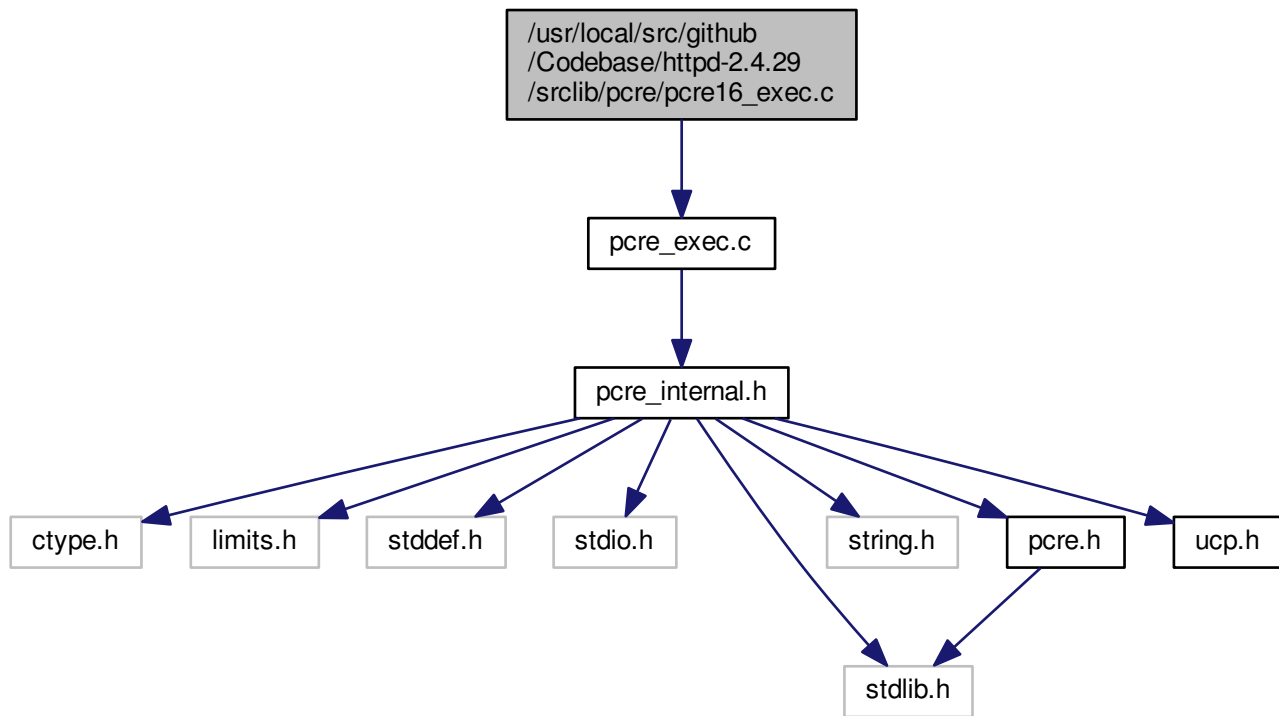 /usr/local/src/github
/Codebase/httpd-2.4.29
/srclib/pcre/pcre16_exec.c
pcre_exec.c
pcre_internal.h
ctype.h
limits.h
stddef.h
stdio.h
string.h
pcre.h
ucp.h
stdlib.h